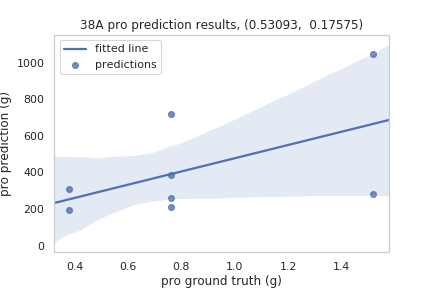 38A pro prediction results, (0.53093,  0.17575)
fitted line
predictions
pro prediction (g)
1000
800
600
400
200
0
0.4 0.6 0.8 1.0 1.2 1.4
pro ground truth (g)